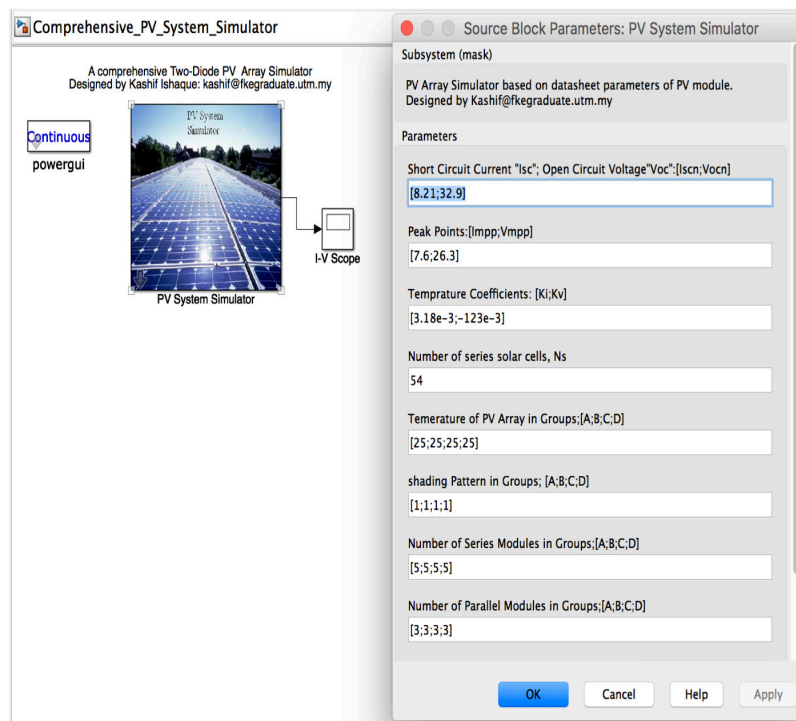 Comprehensive_PV_System_Simulator
A comprehensive Two-Diode PV Array Simulator
Designed by Kashif Ishaque: kashif@fkegraduate.utm.my
Continuous
powergui
PV System
Simulator
I-V Scope
PV System Simulator
Source Block Parameters: PV System Simulator
Subsystem (mask)
PV Array Simulator based on datasheet parameters of PV module.
Designed by Kashif@fkegraduate.utm.my
Parameters
Short Circuit Current "Isc"; Open Circuit Voltage"Voc":[Iscn;Vocn]
[8.21;32.9]
Peak Points:[Impp;Vmpp]
[7.6;26.3]
Temprature Coefficients: [Ki;Kv]
[3.18e-3;-123e-3]
Number of series solar cells, Ns
54
Temerature of PV Array in Groups;[A;B;C;D]
[25;25;25;25]
shading Pattern in Groups; [A;B;C;D]
[1;1;1;1]
Number of Series Modules in Groups;[A;B;C;D]
[5;5;5;5]
Number of Parallel Modules in Groups;[A;B;C;D]
[3;3;3;3]
OK Cancel Help Apply